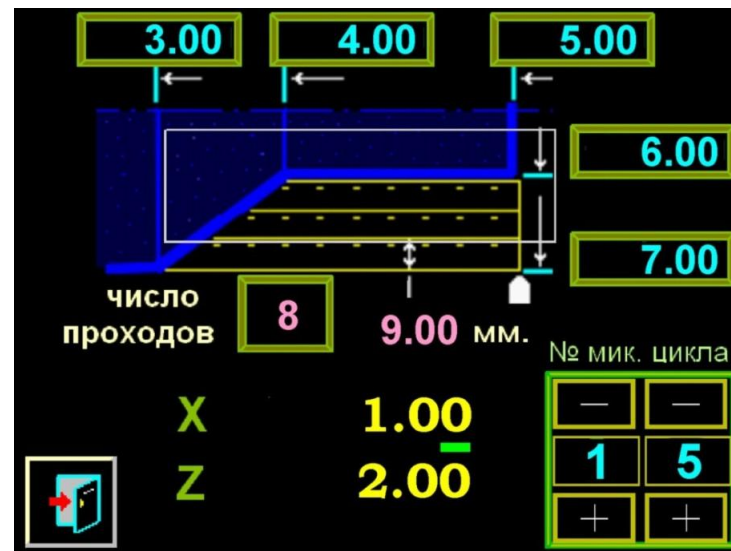 3.00 4.00 5.00
6.00
7.00
число
проходов
8
9.00 мм.
№ мик. цикла
X 1.00
Z 2.00
— —
1 5
+ +